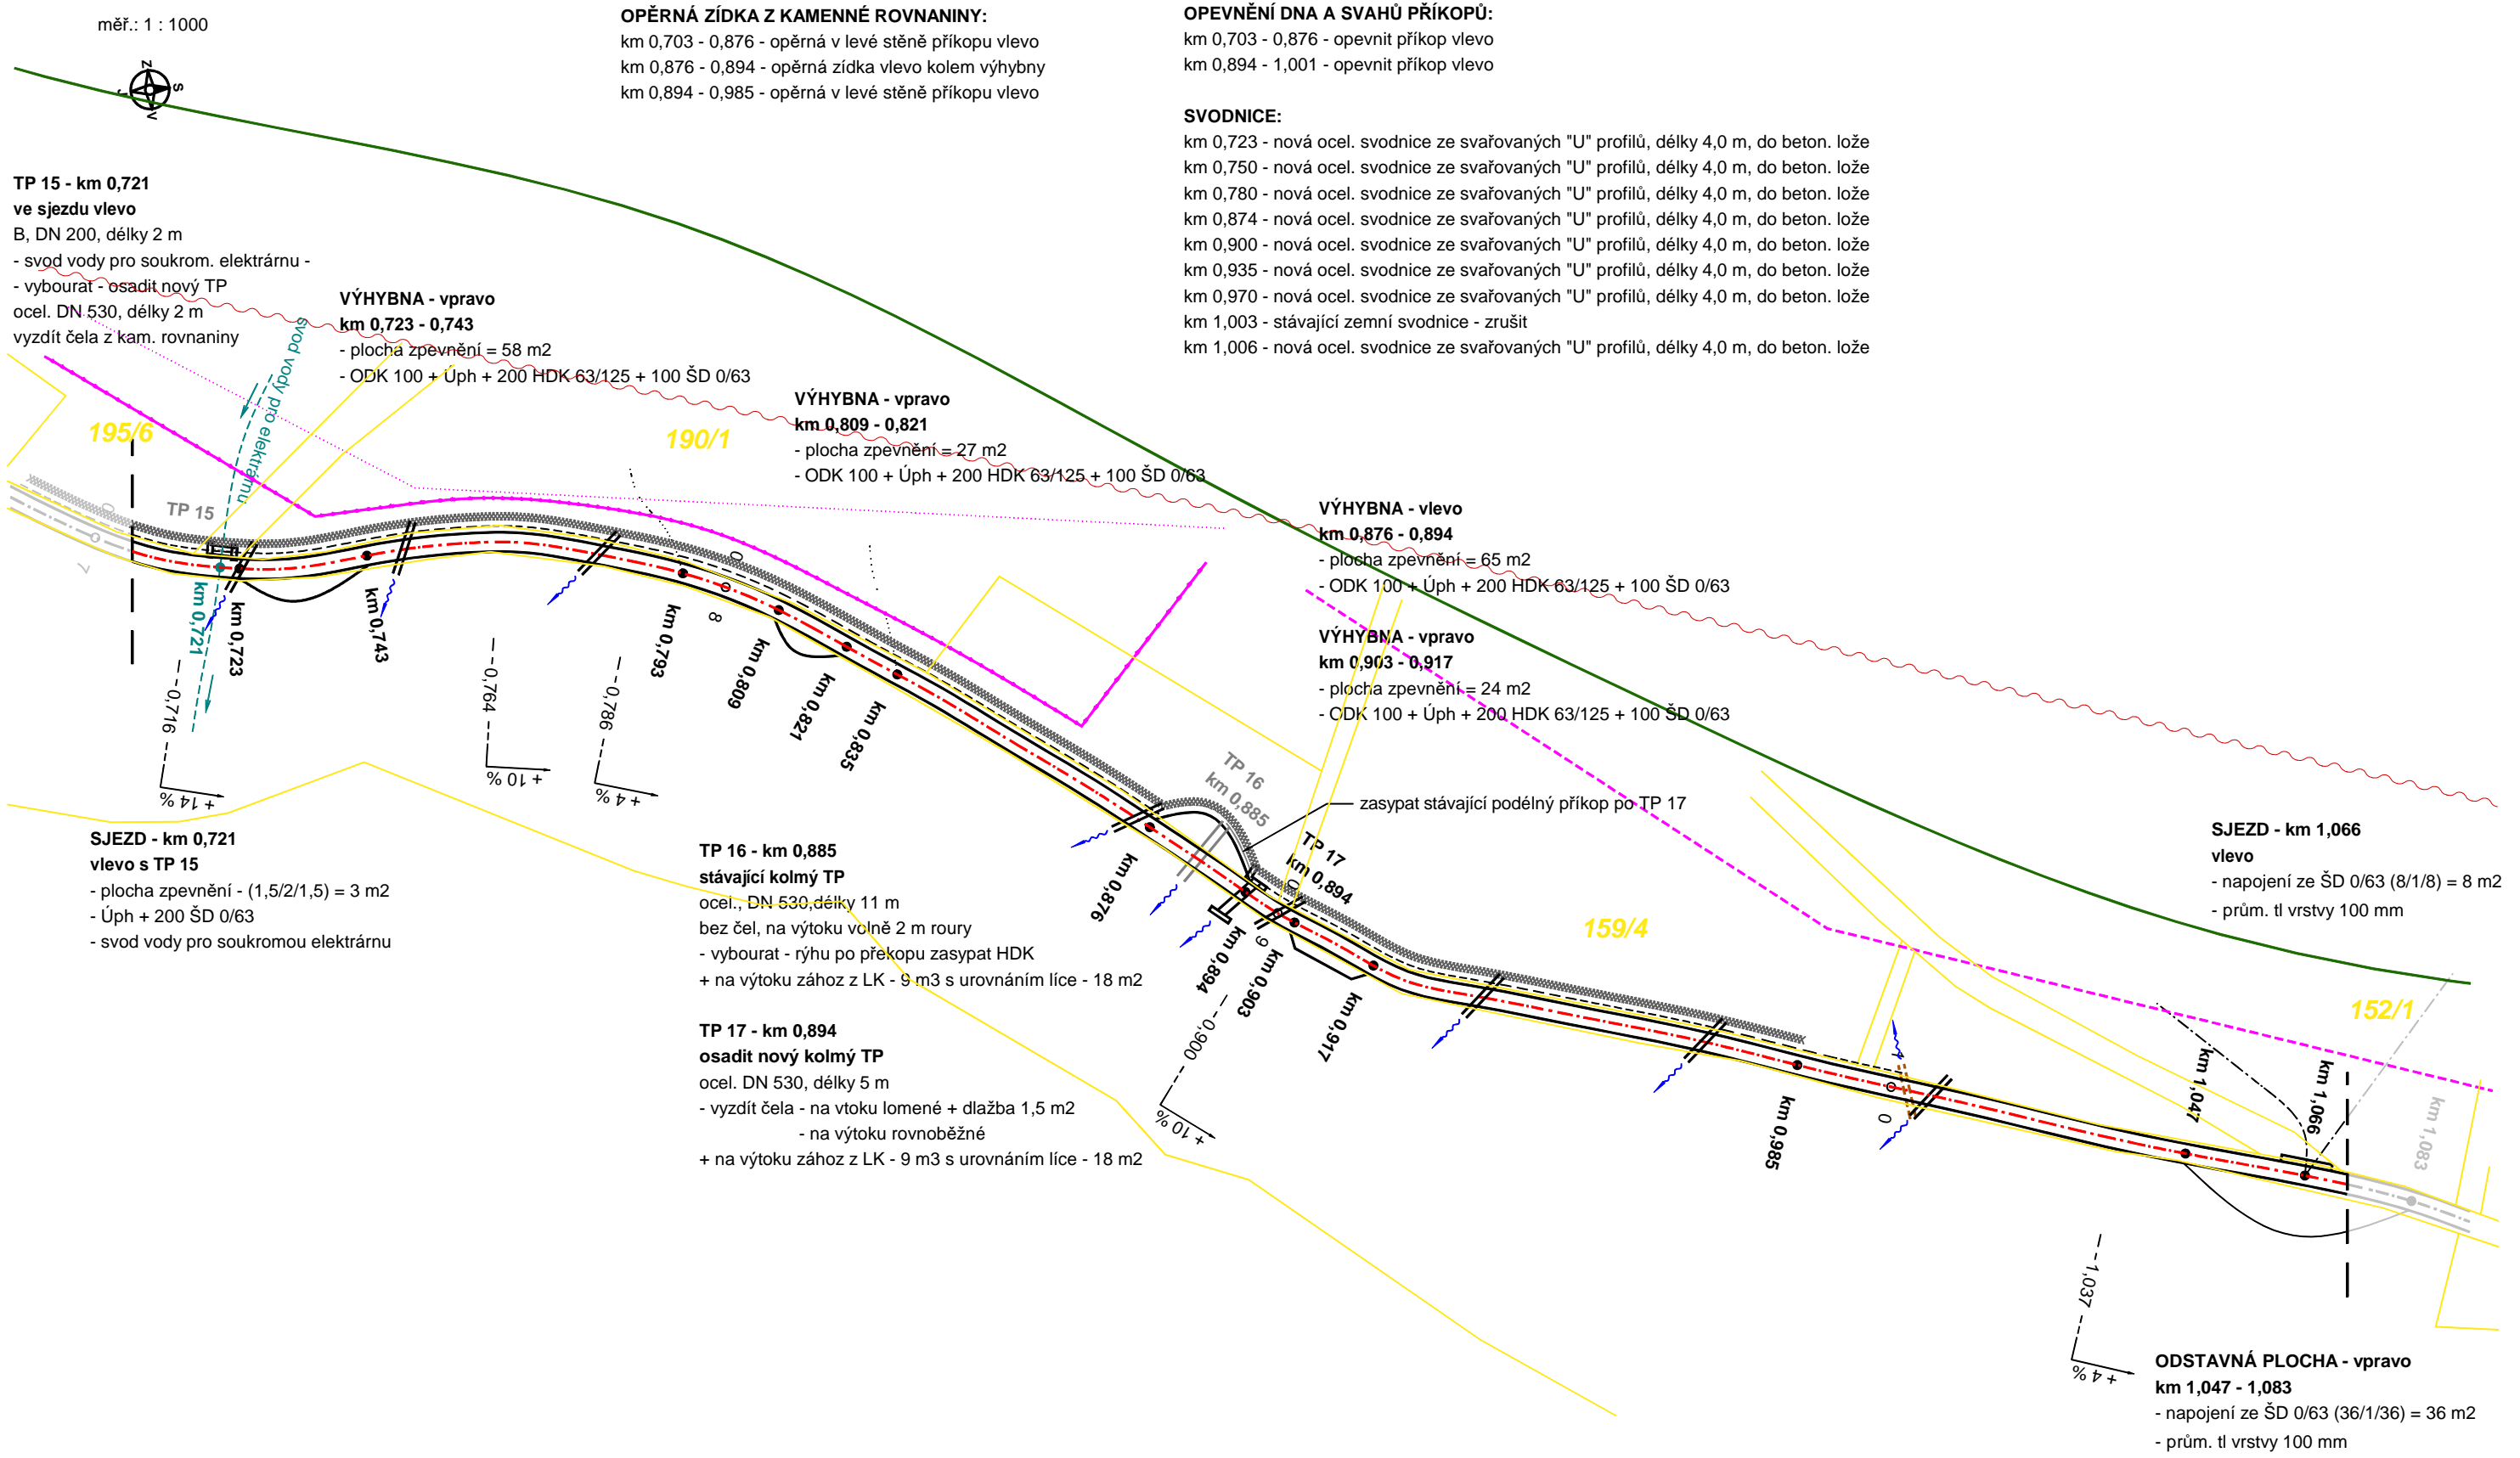 měř.: 1 : 1000
Z
S
J
V
OPĚRNÁ ZÍDKA Z KAMENNÉ ROVNANINY:
km 0,703 - 0,876 - opěrná v levé stěně příkopu vlevo
km 0,876 - 0,894 - opěrná zídka vlevo kolem výhybny
km 0,894 - 0,985 - opěrná v levé stěně příkopu vlevo
OPEVNĚNÍ DNA A SVAHŮ PŘÍKOPŮ:
km 0,703 - 0,876 - opevnit příkop vlevo
km 0,894 - 1,001 - opevnit příkop vlevo
SVODNICE:
km 0,723 - nová ocel. svodnice ze svařovaných "U" profilů, délky 4,0 m, do beton. lože
km 0,750 - nová ocel. svodnice ze svařovaných "U" profilů, délky 4,0 m, do beton. lože
km 0,780 - nová ocel. svodnice ze svařovaných "U" profilů, délky 4,0 m, do beton. lože
km 0,874 - nová ocel. svodnice ze svařovaných "U" profilů, délky 4,0 m, do beton. lože
km 0,900 - nová ocel. svodnice ze svařovaných "U" profilů, délky 4,0 m, do beton. lože
km 0,935 - nová ocel. svodnice ze svařovaných "U" profilů, délky 4,0 m, do beton. lože
km 0,970 - nová ocel. svodnice ze svařovaných "U" profilů, délky 4,0 m, do beton. lože
km 1,003 - stávající zemní svodnice - zrušit
km 1,006 - nová ocel. svodnice ze svařovaných "U" profilů, délky 4,0 m, do beton. lože
TP 15 - km 0,721
ve sjezdu vlevo
B, DN 200, délky 2 m
- svod vody pro soukrom. elektrárnu -
- vybourat - osadit nový TP
ocel. DN 530, délky 2 m
vyzdít čela z kam. rovnaniny
VÝHYBNA - vpravo
km 0,723 - 0,743
- plocha zpevnění = 58 m2
- ODK 100 + Úph + 200 HDK 63/125 + 100 ŠD 0/63
VÝHYBNA - vpravo
km 0,809 - 0,821
- plocha zpevnění = 27 m2
- ODK 100 + Úph + 200 HDK 63/125 + 100 ŠD 0/63
VÝHYBNA - vlevo
km 0,876 - 0,894
- plocha zpevnění = 65 m2
- ODK 100 + Úph + 200 HDK 63/125 + 100 ŠD 0/63
VÝHYBNA - vpravo
km 0,903 - 0,917
- plocha zpevnění = 24 m2
- ODK 100 + Úph + 200 HDK 63/125 + 100 ŠD 0/63
svod vody pro elektrárnu
195/6
190/1
159/4
152/1
TP 15
0
7
km 0,721
km 0,723
km 0,743
km 0,793
0
8
km 0,809
km 0,821
km 0,835
0,716
+ 14 %
0,764
+ 10 %
0,786
+ 4 %
TP 16
km 0,885
zasypat stávající podélný příkop po TP 17
TP 17
km 0,894
km 0,876
0
9
km 0,894
km 0,903
km 0,917
0,900
+ 10 %
km 0,985
1
0
km 1,047
km 1,066
km 1,083
1,037
+ 4 %
SJEZD - km 0,721
vlevo s TP 15
- plocha zpevnění - (1,5/2/1,5) = 3 m2
- Úph + 200 ŠD 0/63
- svod vody pro soukromou elektrárnu
TP 16 - km 0,885
stávající kolmý TP
ocel., DN 530,délky 11 m
bez čel, na výtoku volně 2 m roury
- vybourat - rýhu po překopu zasypat HDK
+ na výtoku zához z LK - 9 m3 s urovnáním líce - 18 m2
TP 17 - km 0,894
osadit nový kolmý TP
ocel. DN 530, délky 5 m
- vyzdít čela - na vtoku lomené + dlažba 1,5 m2
- na výtoku rovnoběžné
+ na výtoku zához z LK - 9 m3 s urovnáním líce - 18 m2
SJEZD - km 1,066
vlevo
- napojení ze ŠD 0/63 (8/1/8) = 8 m2
- prům. tl vrstvy 100 mm
ODSTAVNÁ PLOCHA - vpravo
km 1,047 - 1,083
- napojení ze ŠD 0/63 (36/1/36) = 36 m2
- prům. tl vrstvy 100 mm